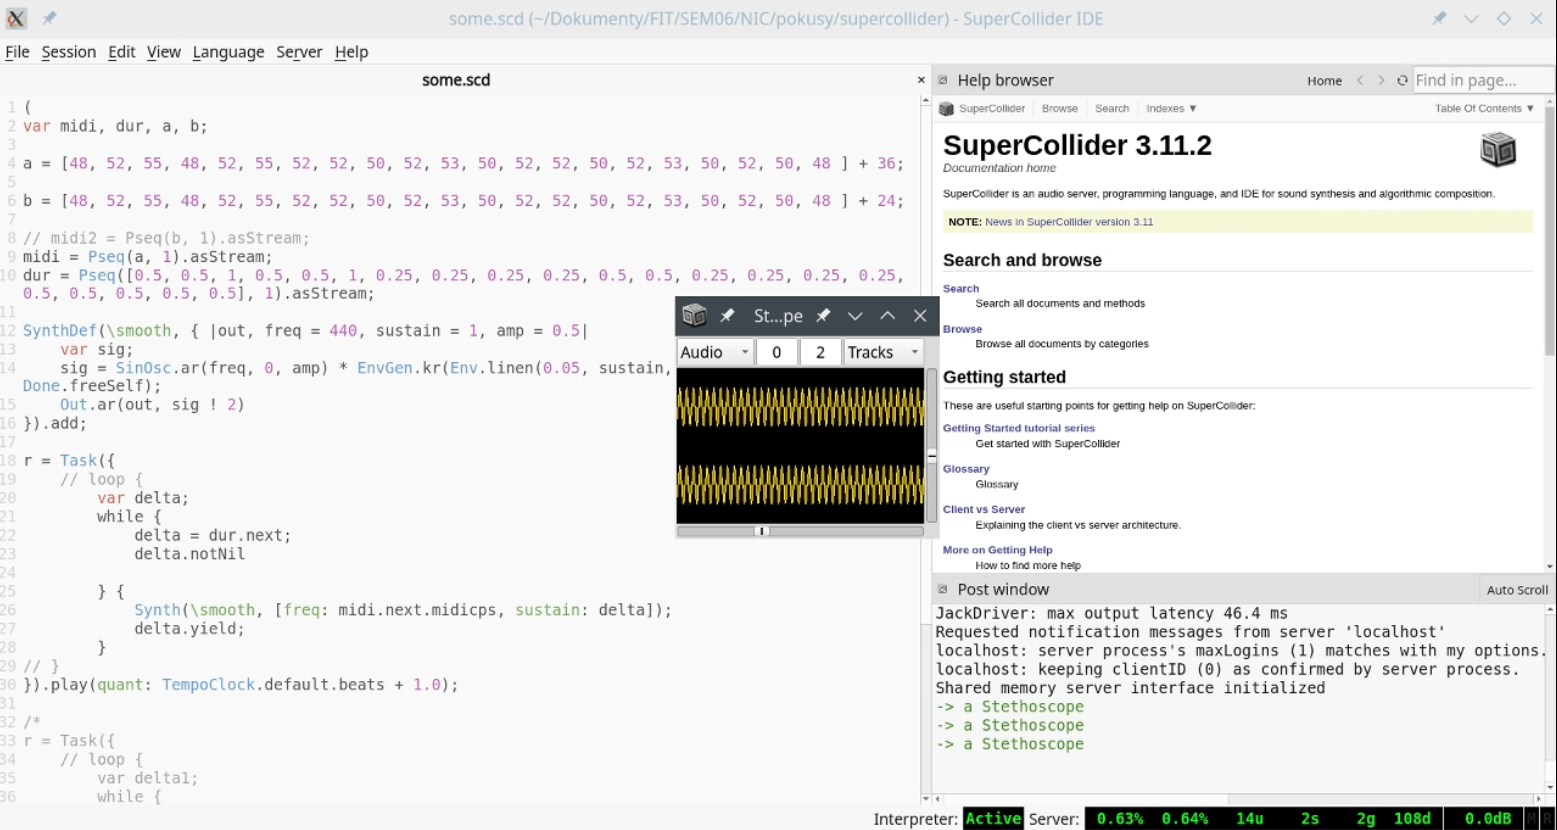 some.scd (~/Dokumenty/FIT/SEM06/NIC/pokusy/supercollider) - SuperCollider IDE
File Session Edit View Language Server Help
some.scd
1 (
2 var midi, dur, a, b;
3
4 a = [48, 52, 55, 48, 52, 55, 52, 52, 50, 52, 53, 50, 52, 52, 50, 52, 53, 50, 52, 50, 48 ] + 36;
5
6 b = [48, 52, 55, 48, 52, 55, 52, 52, 50, 52, 53, 50, 52, 52, 50, 52, 53, 50, 52, 50, 48 ] + 24;
7
8 // midi2 = Pseq(b, 1).asStream;
9 midi = Pseq(a, 1).asStream;
10 dur = Pseq([0.5, 0.5, 1, 0.5, 0.5, 1, 0.25, 0.25, 0.25, 0.25, 0.5, 0.5, 0.25, 0.25, 0.25, 0.25,
0.5, 0.5, 0.5, 0.5, 0.5], 1).asStream;
11
12 SynthDef(\smooth, { |out, freq = 440, sustain = 1, amp = 0.5|
13 var sig;
14 sig = SinOsc.ar(freq, 0, amp) * EnvGen.kr(Env.linen(0.05, sustain,
Done.freeSelf);
15 Out.ar(out, sig ! 2)
16 }).add;
17
18 r = Task({
19 // loop {
20 var delta;
21 while {
22 delta = dur.next;
23 delta.notNil
24
25 } {
26 Synth(\smooth, [freq: midi.next.midicps, sustain: delta]);
27 delta.yield;
28 }
29 // }
30 }).play(quant: TempoClock.default.beats + 1.0);
31
32 /*
33 r = Task({
34 // loop {
35 var delta1;
36 while {
St...pe
Audio 0 2 Tracks
Help browser Home Find in page...
SuperCollider Browse Search Indexes ▼ Table Of Contents ▼
SuperCollider 3.11.2
Documentation home
SuperCollider is an audio server, programming language, and IDE for sound synthesis and algorithmic composition.
NOTE: News in SuperCollider version 3.11
Search and browse
Search
Search all documents and methods
Browse
Browse all documents by categories
Getting started
These are useful starting points for getting help on SuperCollider:
Getting Started tutorial series
Get started with SuperCollider
Glossary
Glossary
Client vs Server
Explaining the client vs server architecture.
More on Getting Help
How to find more help
Post window Auto Scroll
JackDriver: max output latency 46.4 ms
Requested notification messages from server 'localhost'
localhost: server process's maxLogins (1) matches with my options.
localhost: keeping clientID (0) as confirmed by server process.
Shared memory server interface initialized
-> a Stethoscope
-> a Stethoscope
-> a Stethoscope
Interpreter: Active Server: 0.63% 0.64% 14u 2s 2g 108d 0.0dB M R